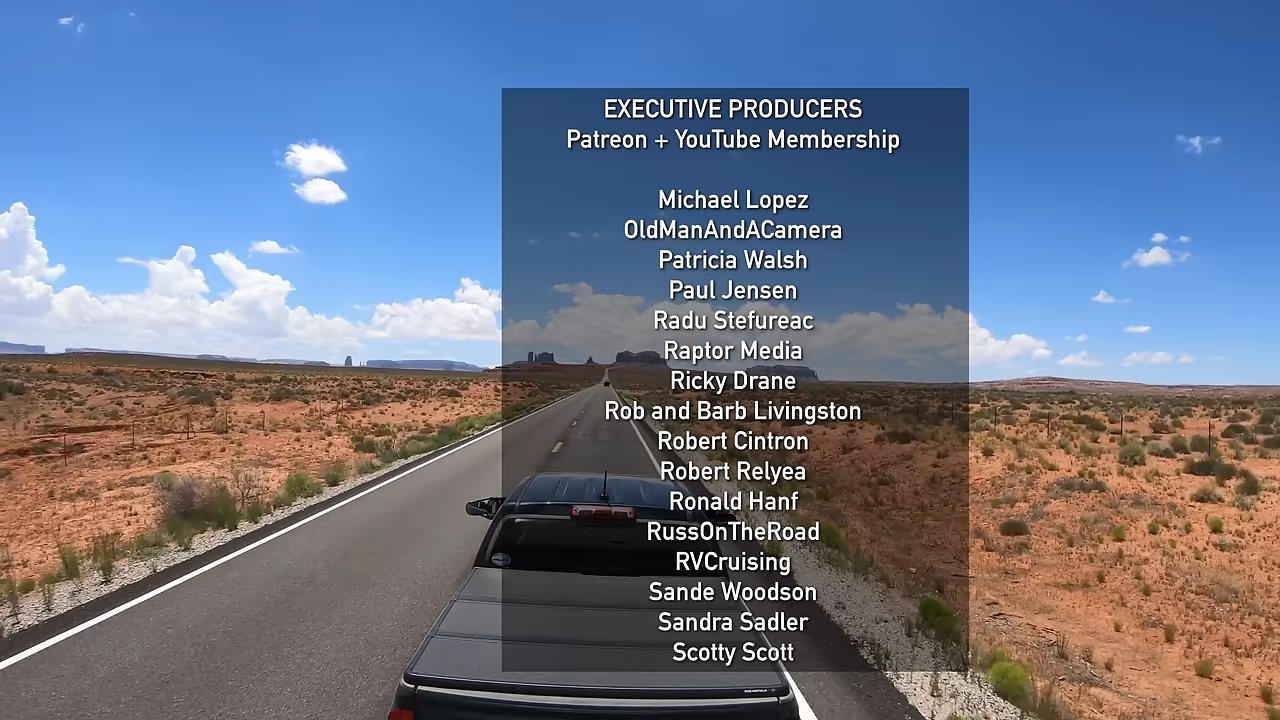 EXECUTIVE PRODUCERS
Patreon + YouTube Membership
Michael Lopez
OldManAndACamera
Patricia Walsh
Paul Jensen
Radu Stefureac
Raptor Media
Ricky Drane
Rob and Barb Livingston
Robert Cintron
Robert Relyea
Ronald Hanf
RussOnTheRoad
RVCruising
Sande Woodson
Sandra Sadler
Scotty Scott